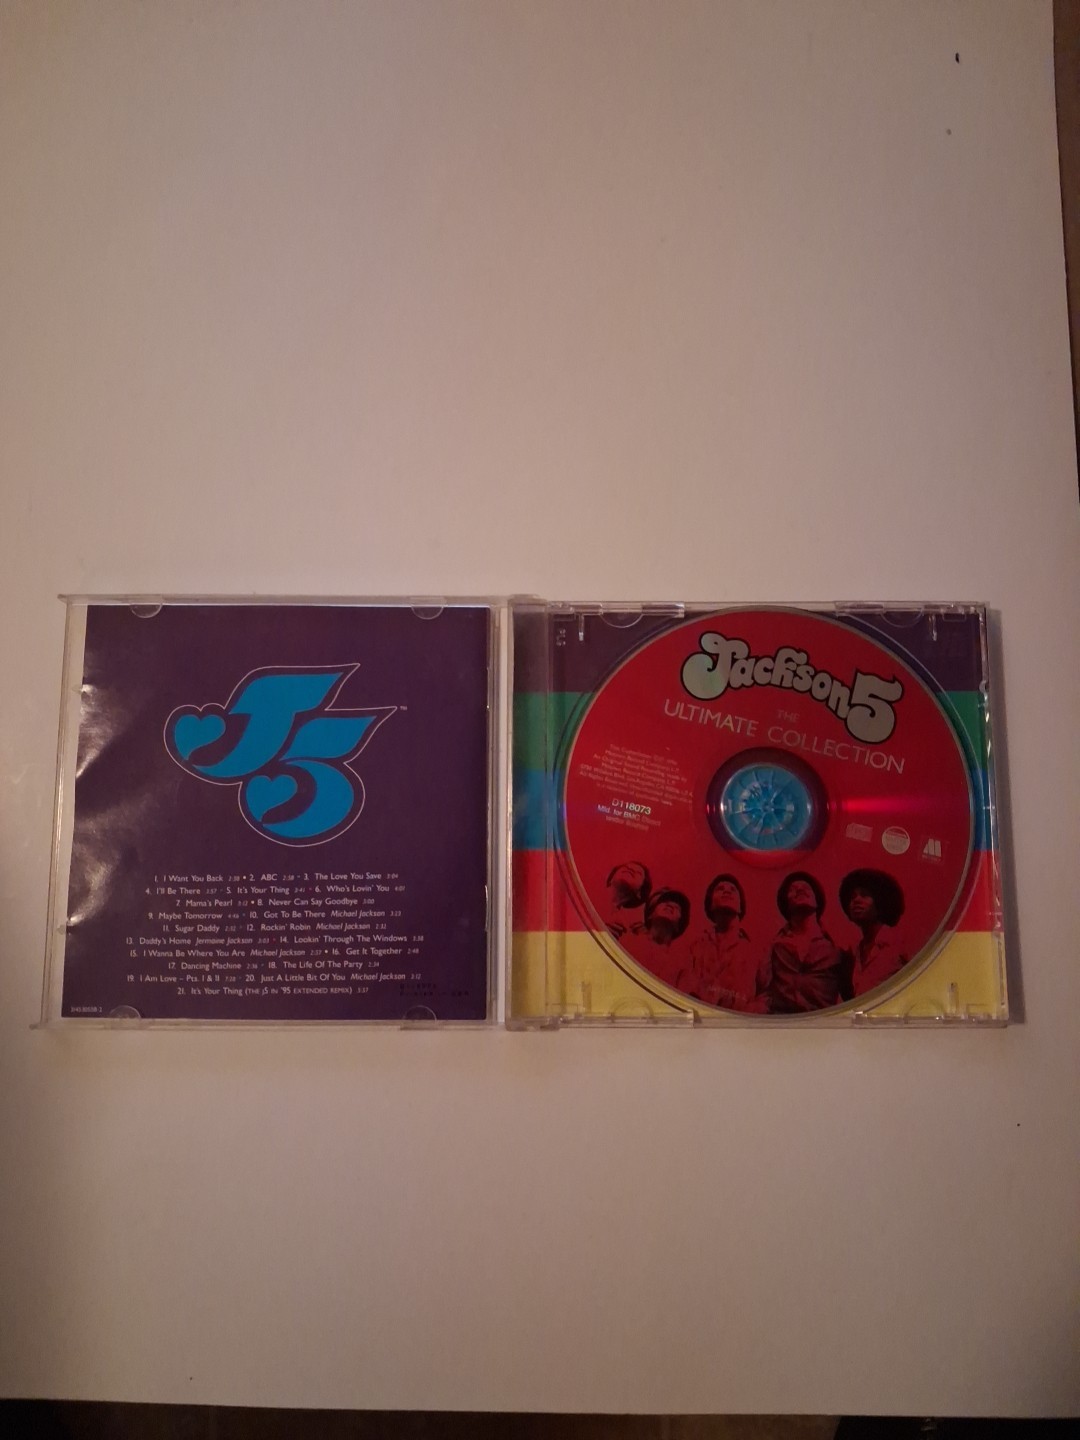 J5
™
1. I Want You Back 2:58 • 2. ABC 2:58 • 3. The Love You Save 3:04
4. I'll Be There 3:57 • 5. It's Your Thing 2:41 • 6. Who's Lovin' You 4:01
7. Mama's Pearl 3:12 • 8. Never Can Say Goodbye 3:00
9. Maybe Tomorrow 4:46 • 10. Got To Be There Michael Jackson 3:23
11. Sugar Daddy 2:32 • 12. Rockin' Robin Michael Jackson 2:32
13. Daddy's Home Jermaine Jackson 3:03 • 14. Lookin' Through The Windows 3:38
15. I Wanna Be Where You Are Michael Jackson 2:57 • 16. Get It Together 2:48
17. Dancing Machine 2:36 • 18. The Life Of The Party 2:34
19. I Am Love – Pts. I & II 7:28 • 20. Just A Little Bit Of You Michael Jackson 3:12
21. It's Your Thing (THE J5 IN '95 EXTENDED REMIX) 3:37
Jackson 5
THE
ULTIMATE COLLECTION
D118073
Mfd. for BMG Direct
M